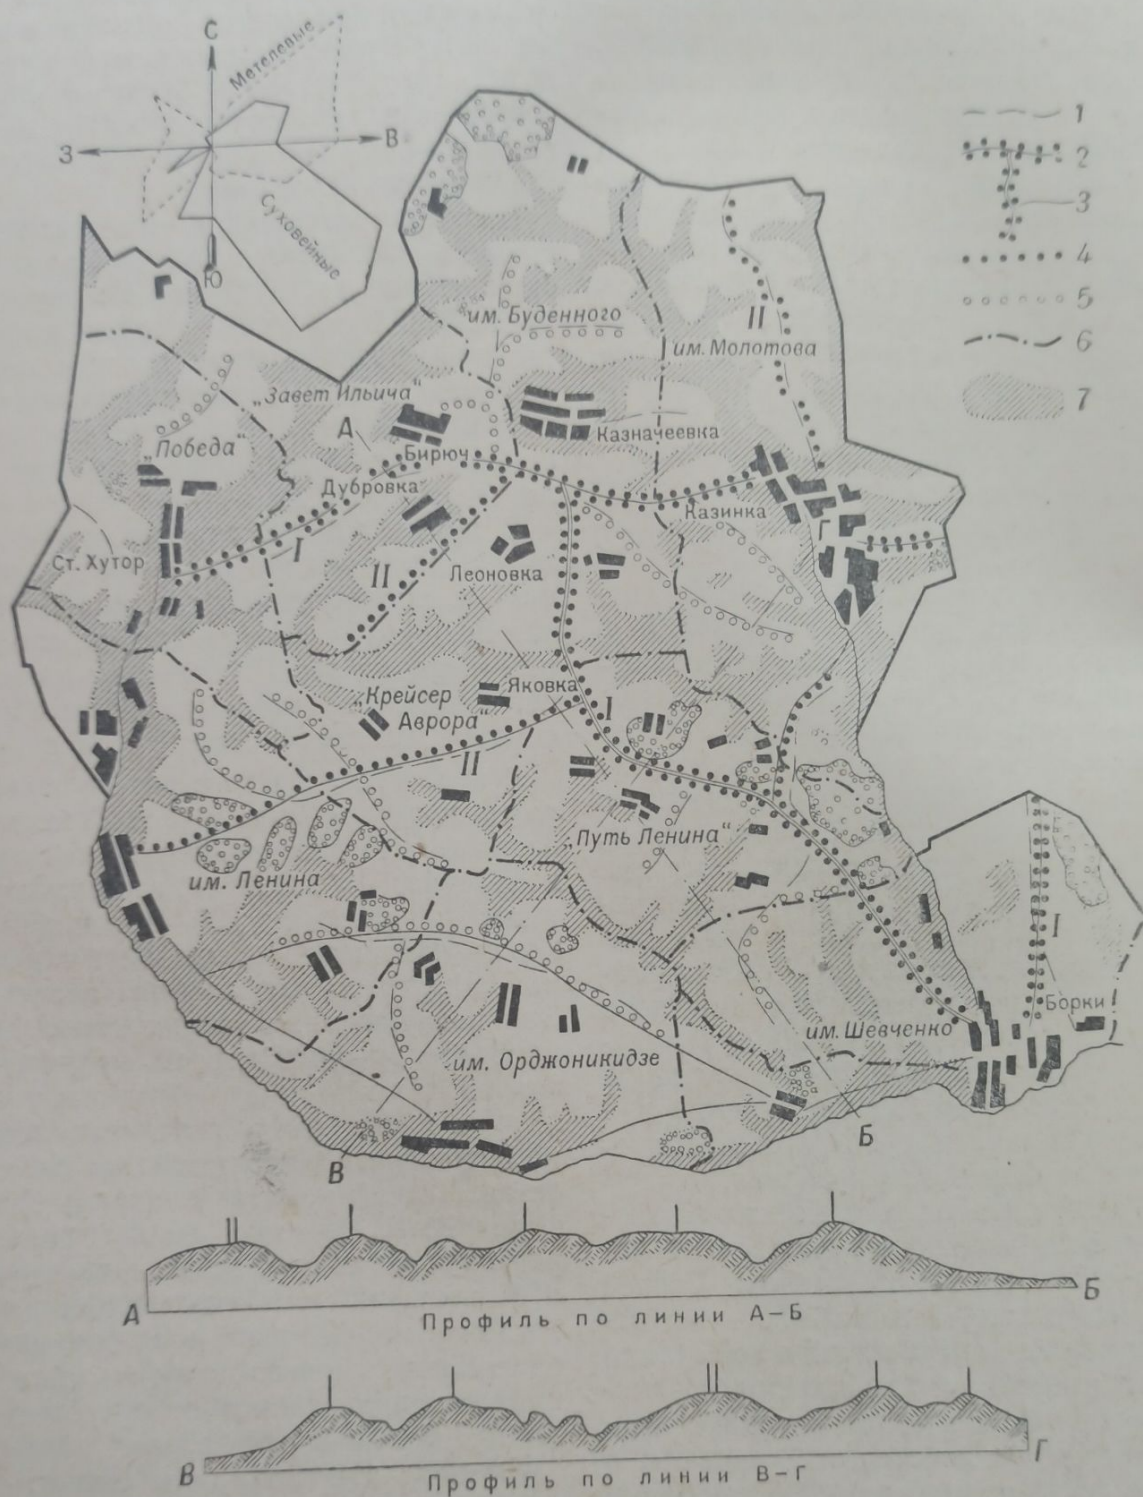 С
Метелевые
З
В
Суховейные
Ю
1
2
3
4
5
6
7
им. Буденного
II
им. Молотова
„Завет Ильича"
А
Казначеевка
„Победа"
Бирюч
Дубровка
Казинка
Ст. Хутор
I
II
Леоновка
„Крейсер
Аврора"
Яковка
I
II
„Путь Ленина"
им. Ленина
I
Борки
им. Шевченко
им. Орджоникидзе
Б
В
А
Б
Профиль по линии А–Б
В
Г
Профиль по линии В–Г